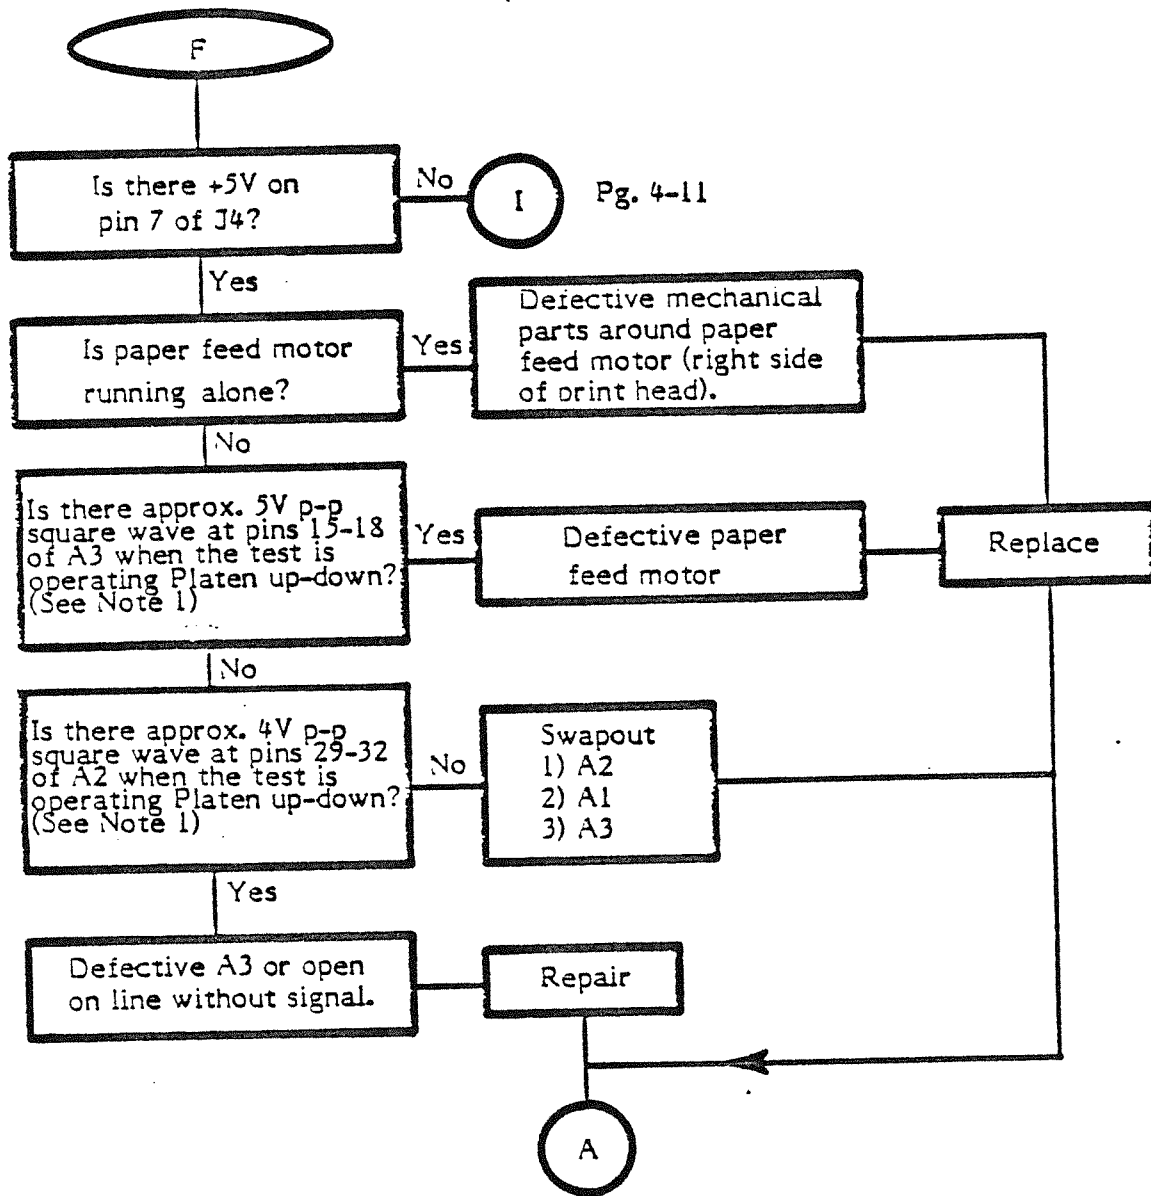 F
Is there +5V on
pin 7 of J4?
No
I
Pg. 4-11
Yes
Is paper feed motor
running alone?
Yes
Defective mechanical
parts around paper
feed motor (right side
of print head).
No
Is there approx. 5V p-p
square wave at pins 15-18
of A3 when the test is
operating Platen up-down?
(See Note 1)
Yes
Defective paper
feed motor
Replace
No
Is there approx. 4V p-p
square wave at pins 29-32
of A2 when the test is
operating Platen up-down?
(See Note 1)
No
Swapout
1) A2
2) A1
3) A3
Yes
Defective A3 or open
on line without signal.
Repair
A